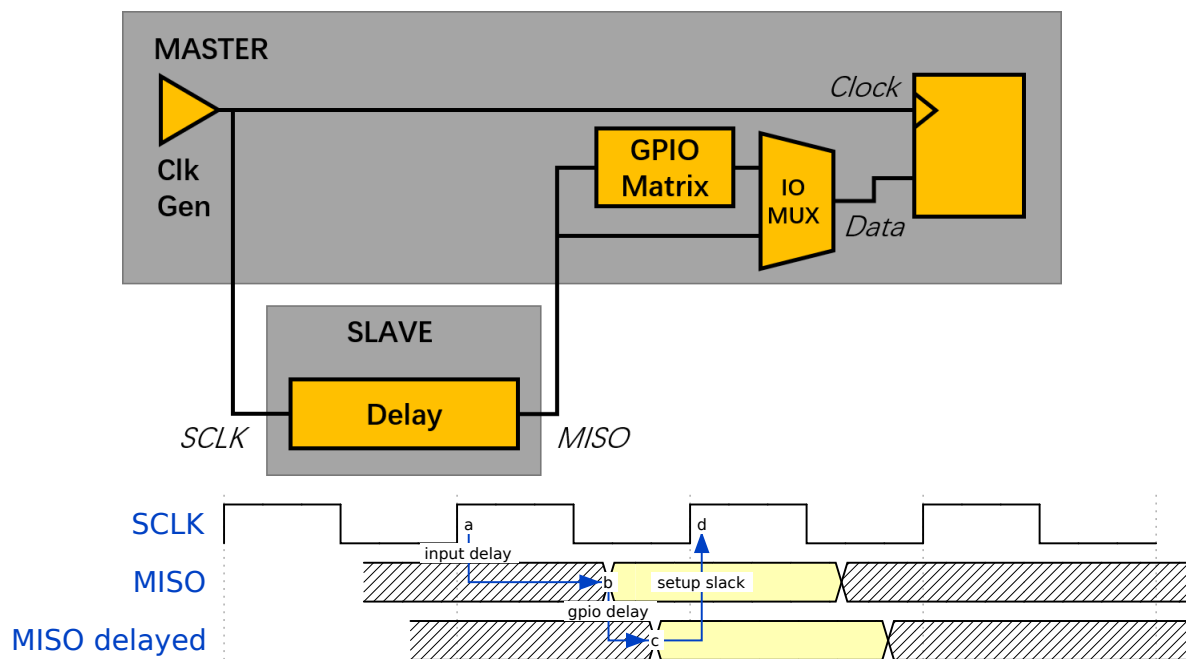 MASTER
Clock
Clk
Gen
GPIO
Matrix
IO
MUX
Data
SLAVE
Delay
SCLK
MISO
SCLK
a
d
input delay
MISO
b
setup slack
gpio delay
MISO delayed
c